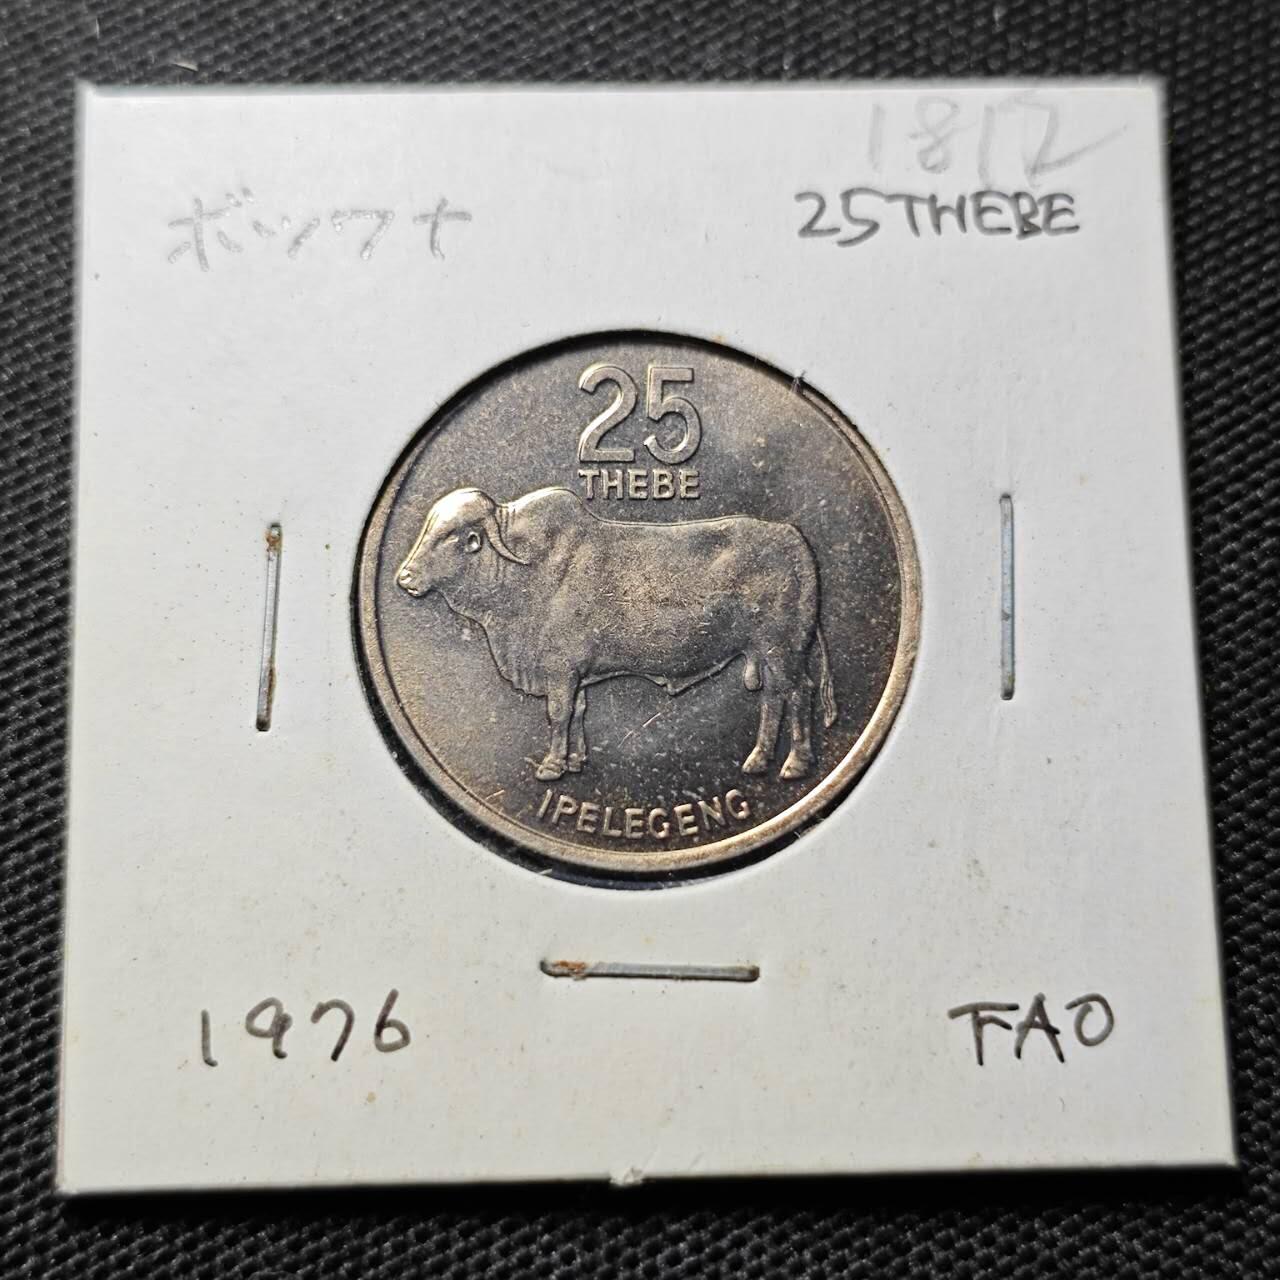 1812
ボツワナ
25THEBE
25
THEBE
IPELEGENG
1976
FAO